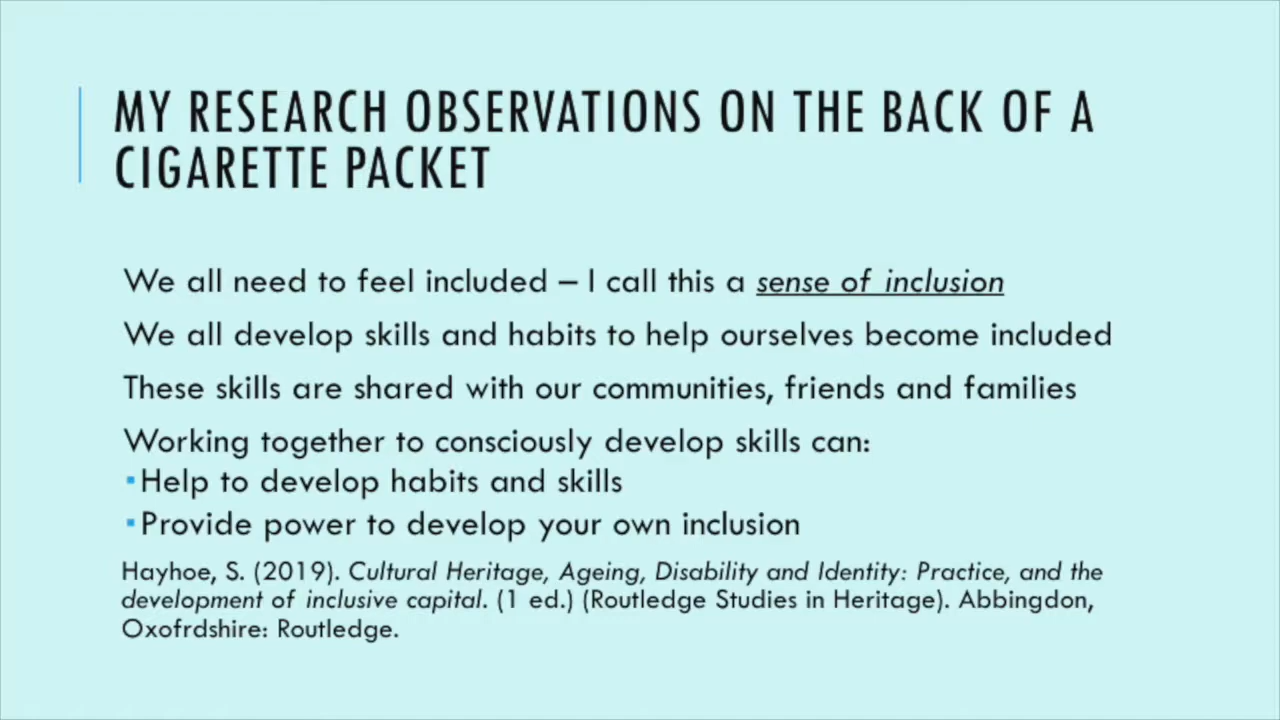 MY RESEARCH OBSERVATIONS ON THE BACK OF A
CIGARETTE PACKET
We all need to feel included – I call this a sense of inclusion
We all develop skills and habits to help ourselves become included
These skills are shared with our communities, friends and families
Working together to consciously develop skills can:
▪Help to develop habits and skills
▪Provide power to develop your own inclusion
Hayhoe, S. (2019). Cultural Heritage, Ageing, Disability and Identity: Practice, and the
development of inclusive capital. (1 ed.) (Routledge Studies in Heritage). Abbingdon,
Oxofrdshire: Routledge.